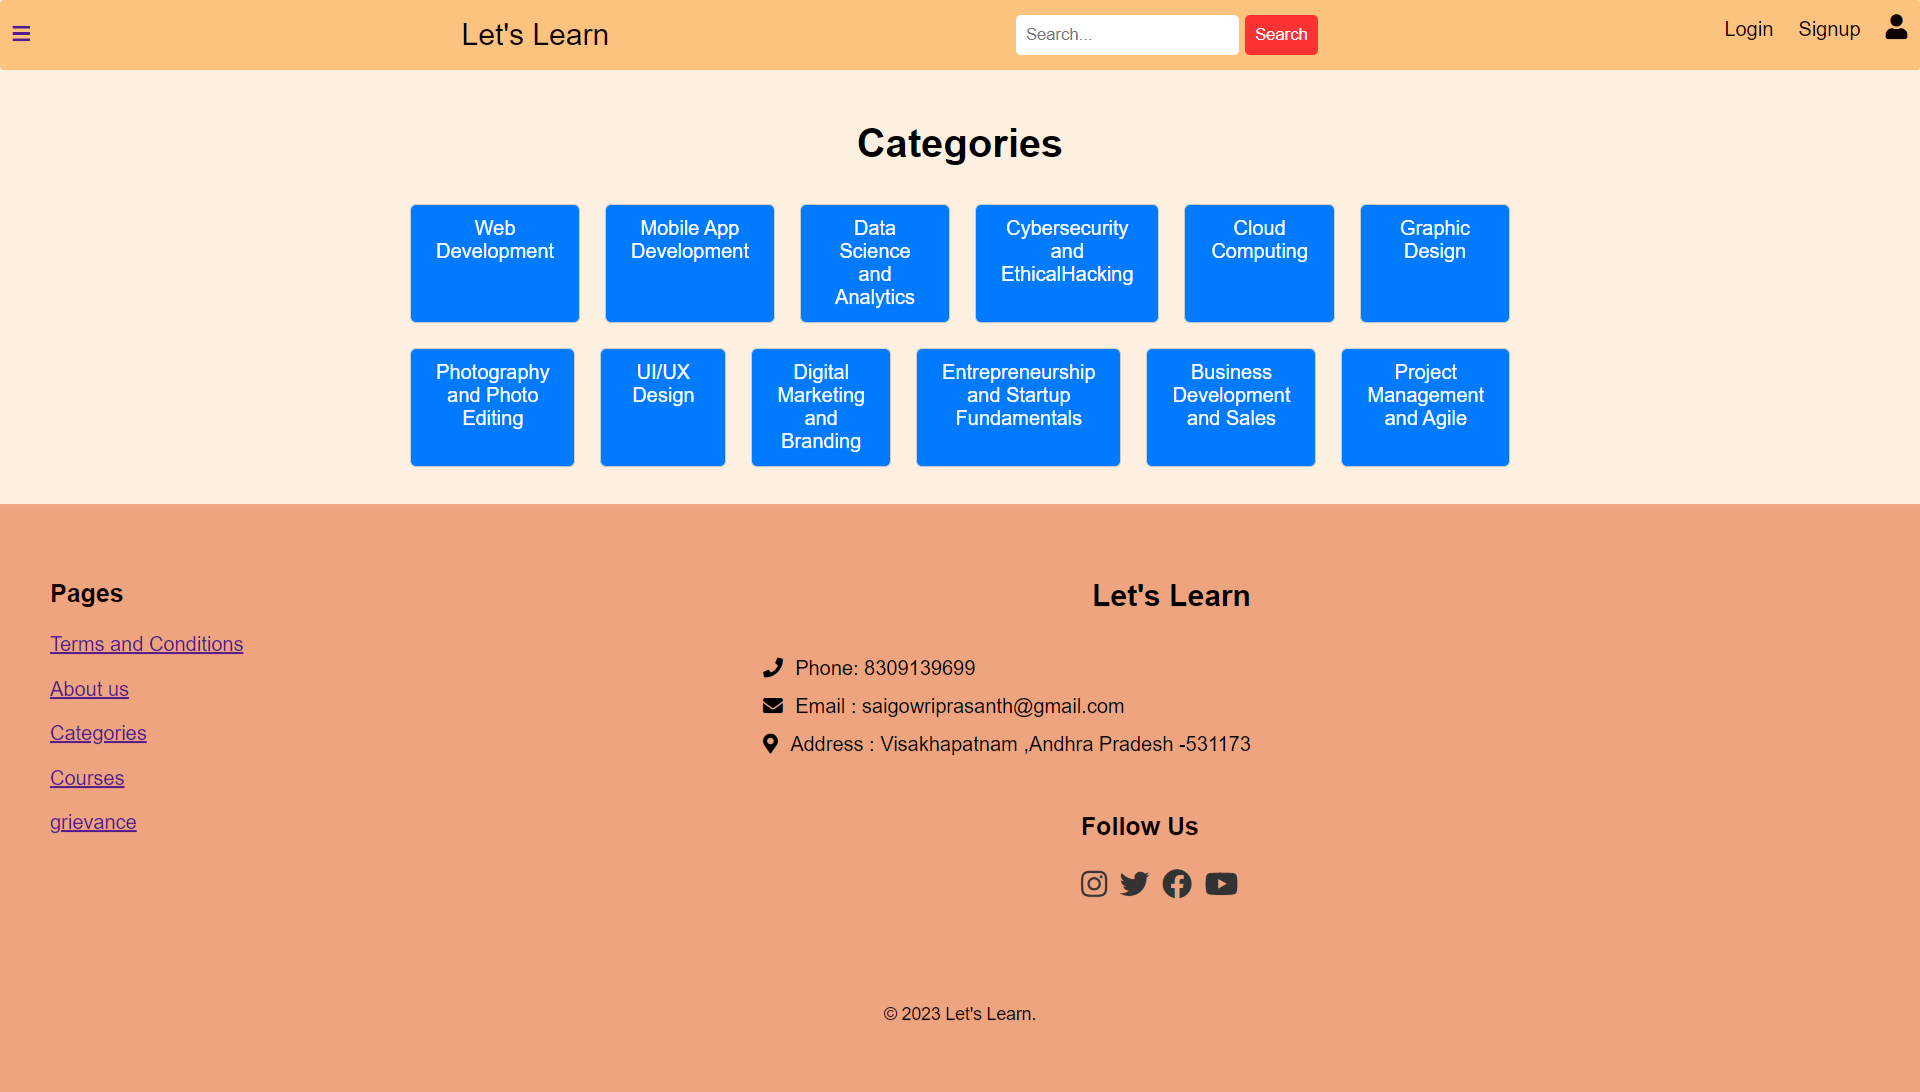 Let's Learn
Search...
Search
Login
Signup
Categories
Web
Development
Mobile App
Development
Data
Science
and
Analytics
Cybersecurity
and
EthicalHacking
Cloud
Computing
Graphic
Design
Photography
and Photo
Editing
UI/UX
Design
Digital
Marketing
and
Branding
Entrepreneurship
and Startup
Fundamentals
Business
Development
and Sales
Project
Management
and Agile
Pages
Terms and Conditions
About us
Categories
Courses
grievance
Let's Learn
Phone: 8309139699
Email : saigowriprasanth@gmail.com
Address : Visakhapatnam ,Andhra Pradesh -531173
Follow Us
© 2023 Let's Learn.